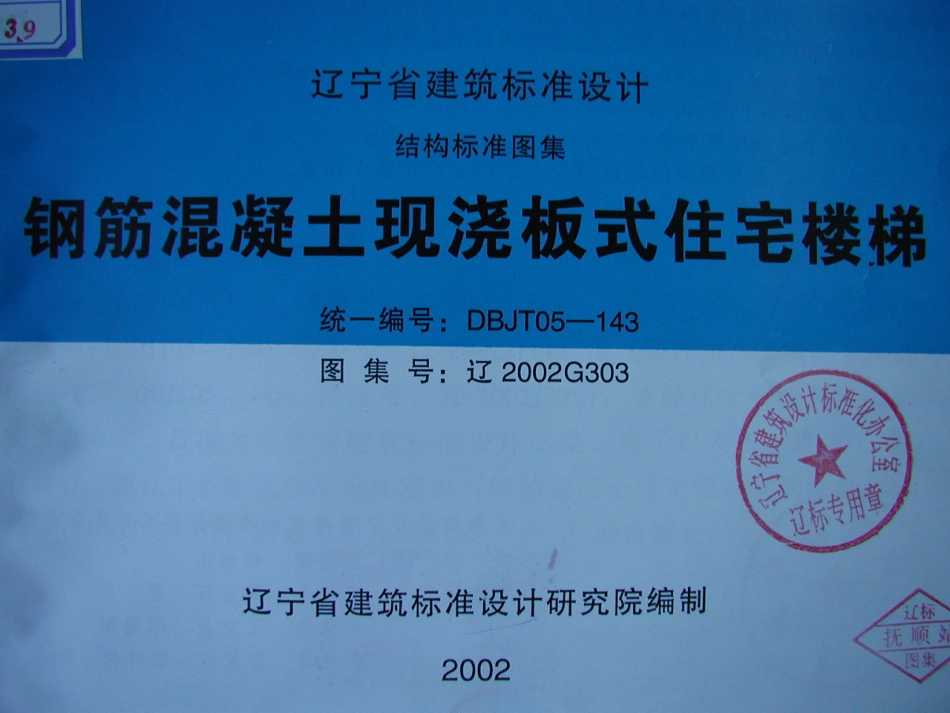 3.9
辽宁省建筑标准设计
结构标准图集
钢筋混凝土现浇板式住宅楼梯
统一编号：DBJT05—143
图 集 号：辽 2002G303
辽宁省建筑设计标准化办公室
辽标专用章
辽宁省建筑标准设计研究院编制
辽标
抚顺站
图集
2002